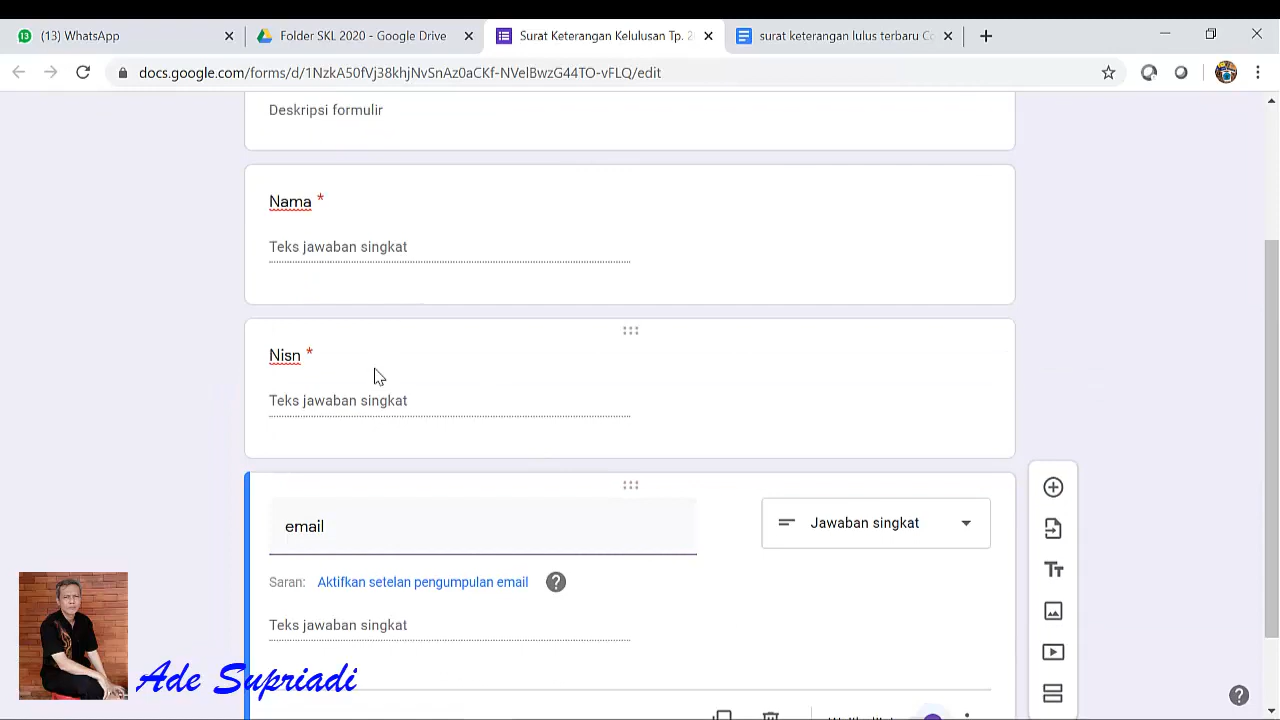 (13) WhatsApp
Folder SKL 2020 - Google Drive
Surat Keterangan Kelulusan Tp. 2
surat keterangan lulus terbaru Co
docs.google.com/forms/d/1NzkA50fVj38khjNvSnAz0aCKf-NVelBwzG44TO-vFLQ/edit
Deskripsi formulir
Nama *
Teks jawaban singkat
Nisn *
Teks jawaban singkat
email
Jawaban singkat
Saran: Aktifkan setelan pengumpulan email
Teks jawaban singkat
Ade Supriadi